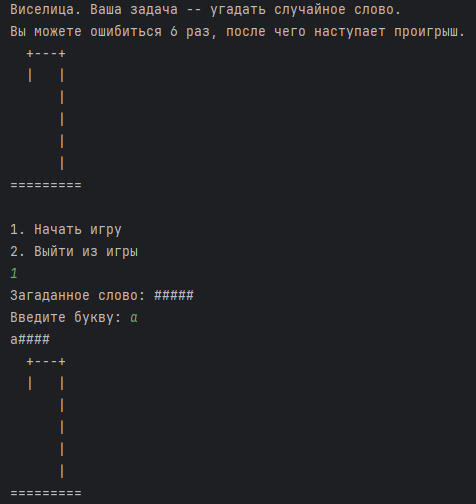 Виселица. Ваша задача -- угадать случайное слово.
Вы можете ошибиться 6 раз, после чего наступает проигрыш.
  +---+
  |   |
      |
      |
      |
      |
=========

1. Начать игру
2. Выйти из игры
1
Загаданное слово: #####
Введите букву: а
а####
  +---+
  |   |
      |
      |
      |
      |
=========